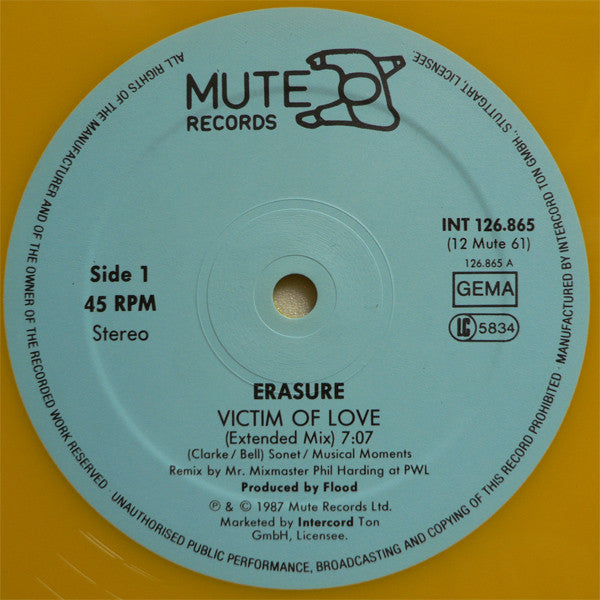 MUTE
RECORDS
INT 126.865
(12 Mute 61)
126.865 A
GEMA
LC 5834
Side 1
45 RPM
Stereo
ERASURE
VICTIM OF LOVE
(Extended Mix) 7:07
(Clarke / Bell) Sonet / Musical Moments
Remix by Mr. Mixmaster Phil Harding at PWL
Produced by Flood
℗ & © 1987 Mute Records Ltd.
Marketed by Intercord Ton
GmbH, Licensee.
ALL RIGHTS OF THE MANUFACTURER AND OF THE OWNER OF THE RECORDED WORK RESERVED · UNAUTHORISED PUBLIC PERFORMANCE, BROADCASTING AND COPYING OF THIS RECORD PROHIBITED · MANUFACTURED BY INTERCORD TON GMBH., STUTTGART, LICENSEE.